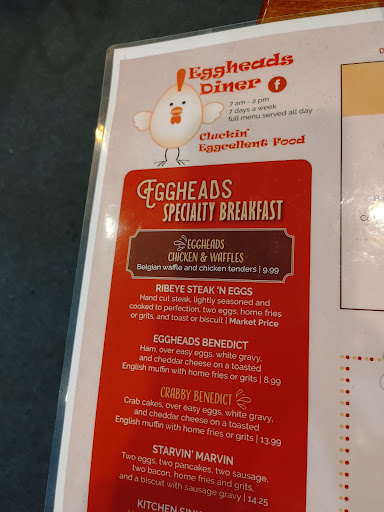 Eggheads
Diner
f
7 am - 2 pm
7 days a week
full menu served all day
Cluckin'
Eggcellent Food
EGGHEADS
SPECIALTY BREAKFAST
EGGHEADS
CHICKEN & WAFFLES
Belgian waffle and chicken tenders | 9.99
RIBEYE STEAK 'N EGGS
Hand cut steak, lightly seasoned and
cooked to perfection, two eggs, home fries
or grits, and toast or biscuit | Market Price
EGGHEADS BENEDICT
Ham, over easy eggs, white gravy,
and cheddar cheese on a toasted
English muffin with home fries or grits | 8.99
CRABBY BENEDICT
Crab cakes, over easy eggs, white gravy,
and cheddar cheese on a toasted
English muffin with home fries or grits | 13.99
STARVIN' MARVIN
Two eggs, two pancakes, two sausage,
two bacon, home fries and grits,
and a biscuit with sausage gravy | 14.25
KITCHEN